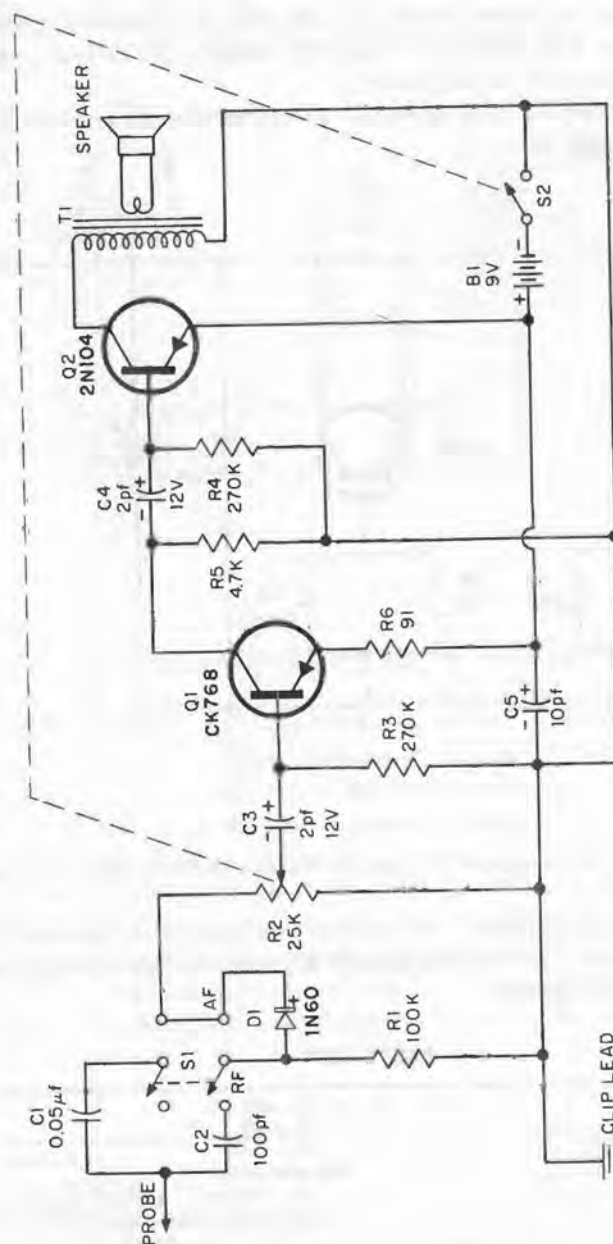 PROBE
C1
0.05µf
C2
100pf
S1
RF
AF
D1
1N60
R1
100K
CLIP LEAD
R2
25K
- +
C3
2pf
12V
R3
270K
Q1
CK768
R6
91
- +
C5
10pf
R5
4.7K
C4
2pf
- +
12V
R4
270K
Q2
2N104
T1
SPEAKER
+ -
B1
9V
S2
+